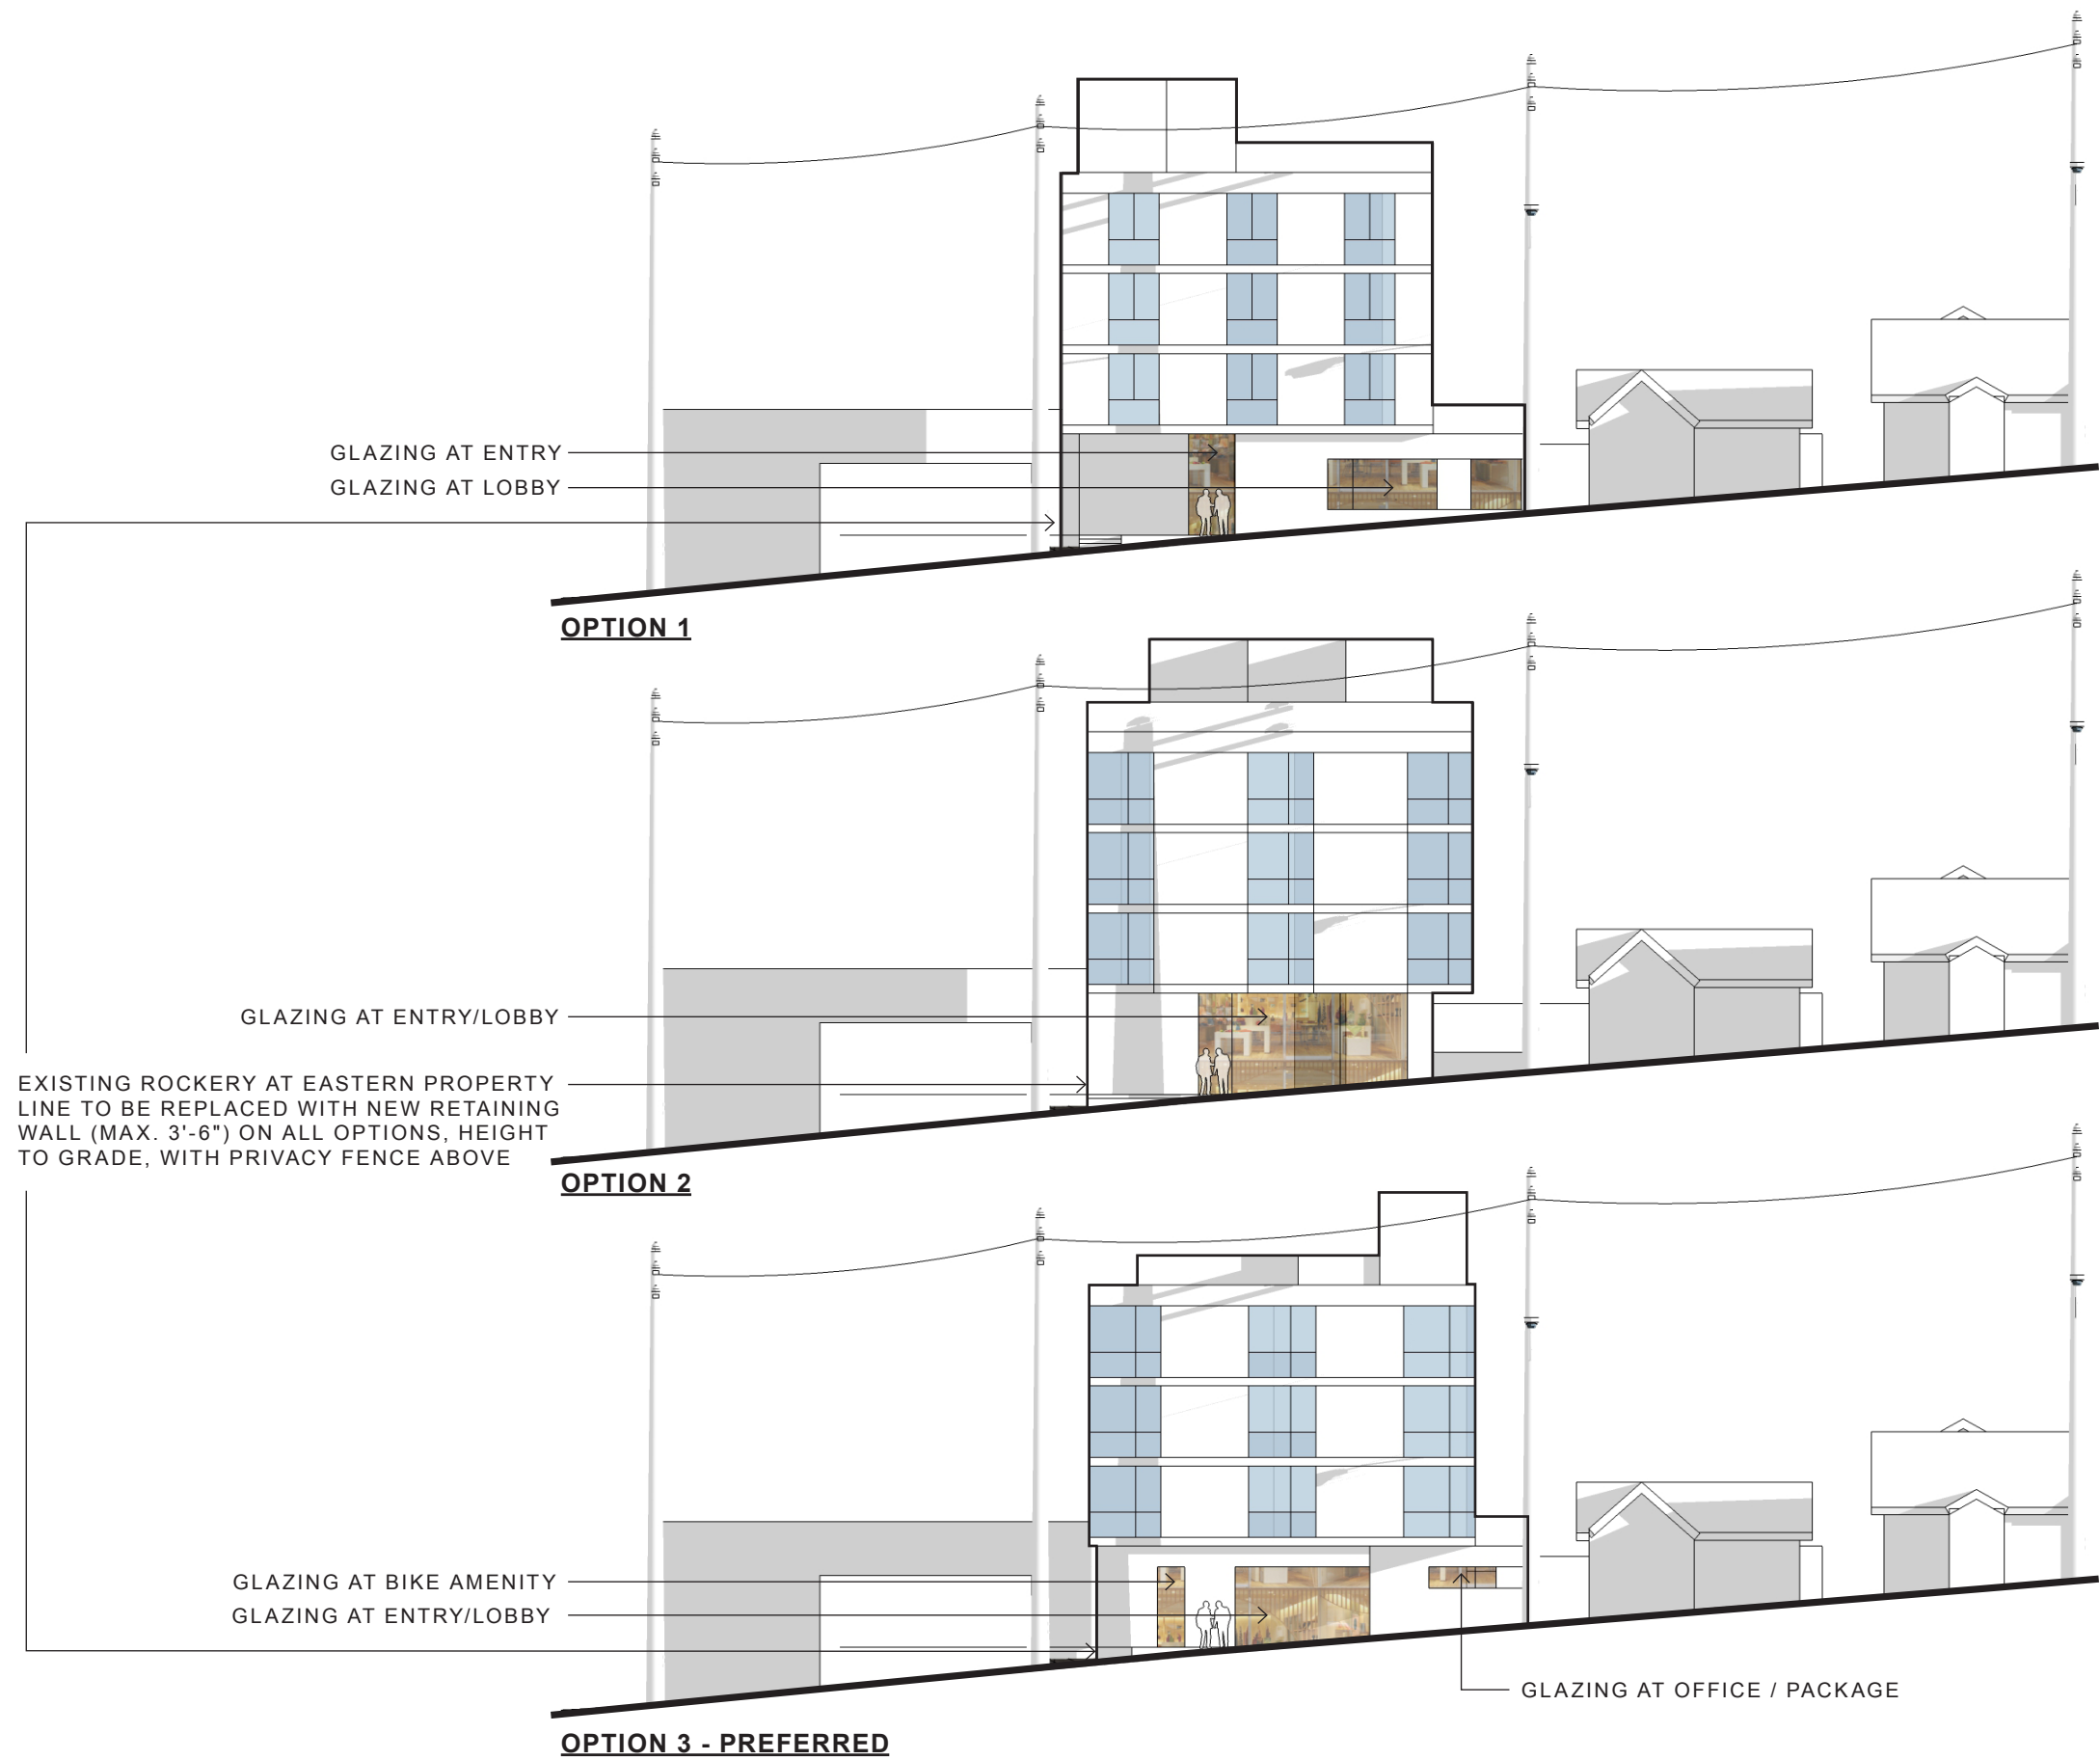 GLAZING AT ENTRY
GLAZING AT LOBBY
OPTION 1
GLAZING AT ENTRY/LOBBY
EXISTING ROCKERY AT EASTERN PROPERTY
LINE TO BE REPLACED WITH NEW RETAINING
WALL (MAX. 3'-6") ON ALL OPTIONS, HEIGHT
TO GRADE, WITH PRIVACY FENCE ABOVE
OPTION 2
GLAZING AT BIKE AMENITY
GLAZING AT ENTRY/LOBBY
GLAZING AT OFFICE / PACKAGE
OPTION 3 - PREFERRED